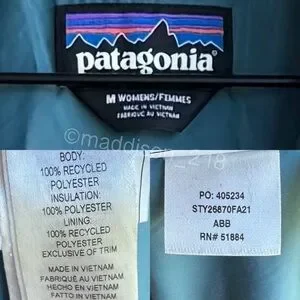 patagonia®
M WOMENS/FEMMES
MADE IN VIETNAM
FABRIQUÉ AU VIETNAM
BODY:
100% RECYCLED
POLYESTER
INSULATION:
100% RECYCLED
POLYESTER
LINING:
100% RECYCLED
POLYESTER
EXCLUSIVE OF TRIM
MADE IN VIETNAM
FABRIQUÉ AU VIETNAM
HECHO EN VIETNAM
FATTO IN VIETNAM
PO: 405234
STY26870FA21
ABB
RN# 51884